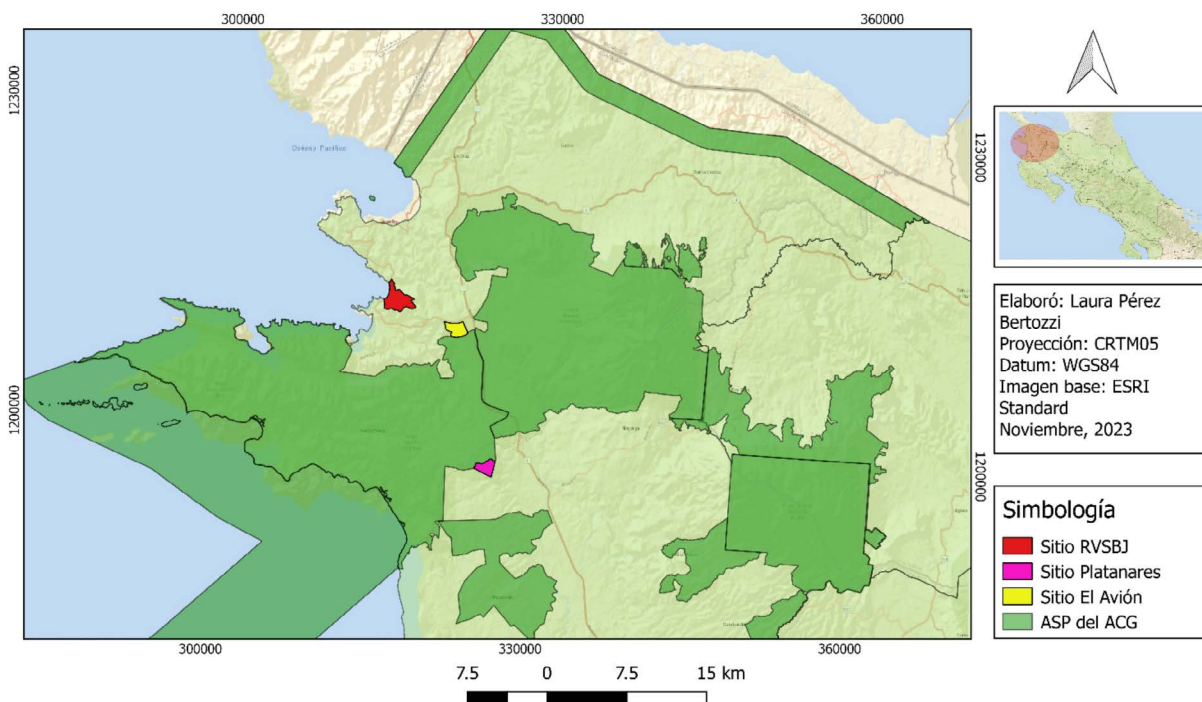 300000
330000
360000
1230000
1230000
Océano Pacífico
1200000
1200000
300000
330000
360000
7.5 0 7.5 15 km
Elaboró: Laura Pérez
Bertozzi
Proyección: CRTM05
Datum: WGS84
Imagen base: ESRI
Standard
Noviembre, 2023
Simbología
Sitio RVSBJ
Sitio Platanares
Sitio El Avión
ASP del ACG